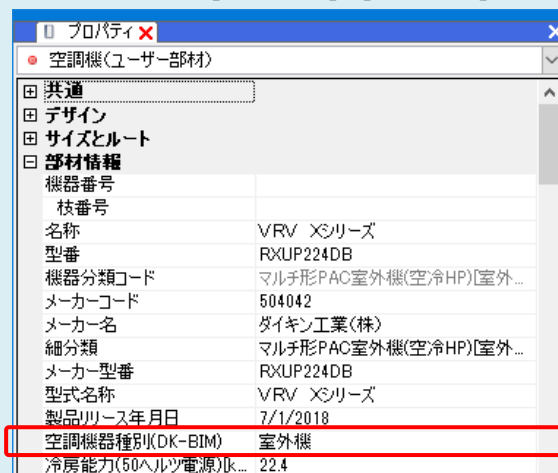 プロパティ
空調機(ユーザー部材)
共通
デザイン
サイズとルート
部材情報
機器番号
枝番号
名称 VRV Xシリーズ
型番 RXUP224DB
機器分類コード マルチ形PAC室外機(空冷HP)[室外...
メーカーコード 504042
メーカー名 ダイキン工業(株)
細分類 マルチ形PAC室外機(空冷HP)[室外...
メーカー型番 RXUP224DB
型式名称 VRV Xシリーズ
製品リリース年月日 7/1/2018
空調機器種別(DK-BIM) 室外機
冷房能力(50ヘルツ電源)[k... 22.4